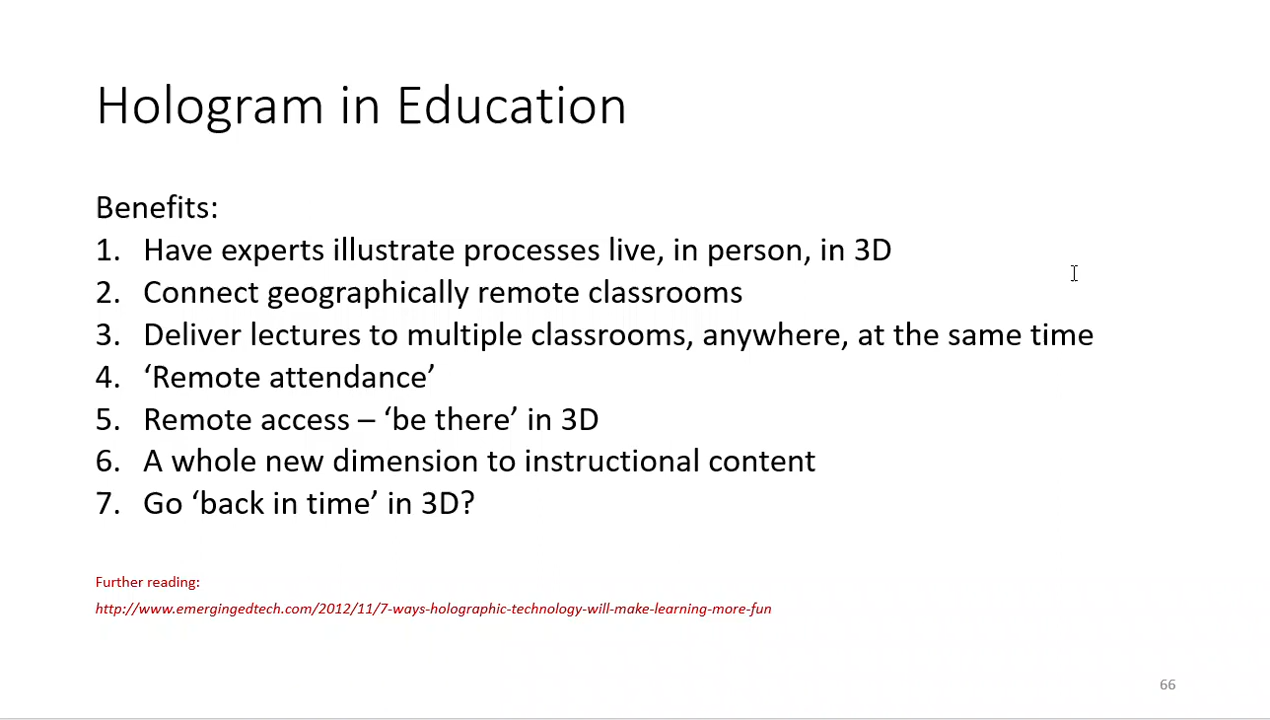 Hologram in Education
Benefits:
1. Have experts illustrate processes live, in person, in 3D
2. Connect geographically remote classrooms
3. Deliver lectures to multiple classrooms, anywhere, at the same time
4. ‘Remote attendance’
5. Remote access – ‘be there’ in 3D
6. A whole new dimension to instructional content
7. Go ‘back in time’ in 3D?
Further reading:
http://www.emergingedtech.com/2012/11/7-ways-holographic-technology-will-make-learning-more-fun
66